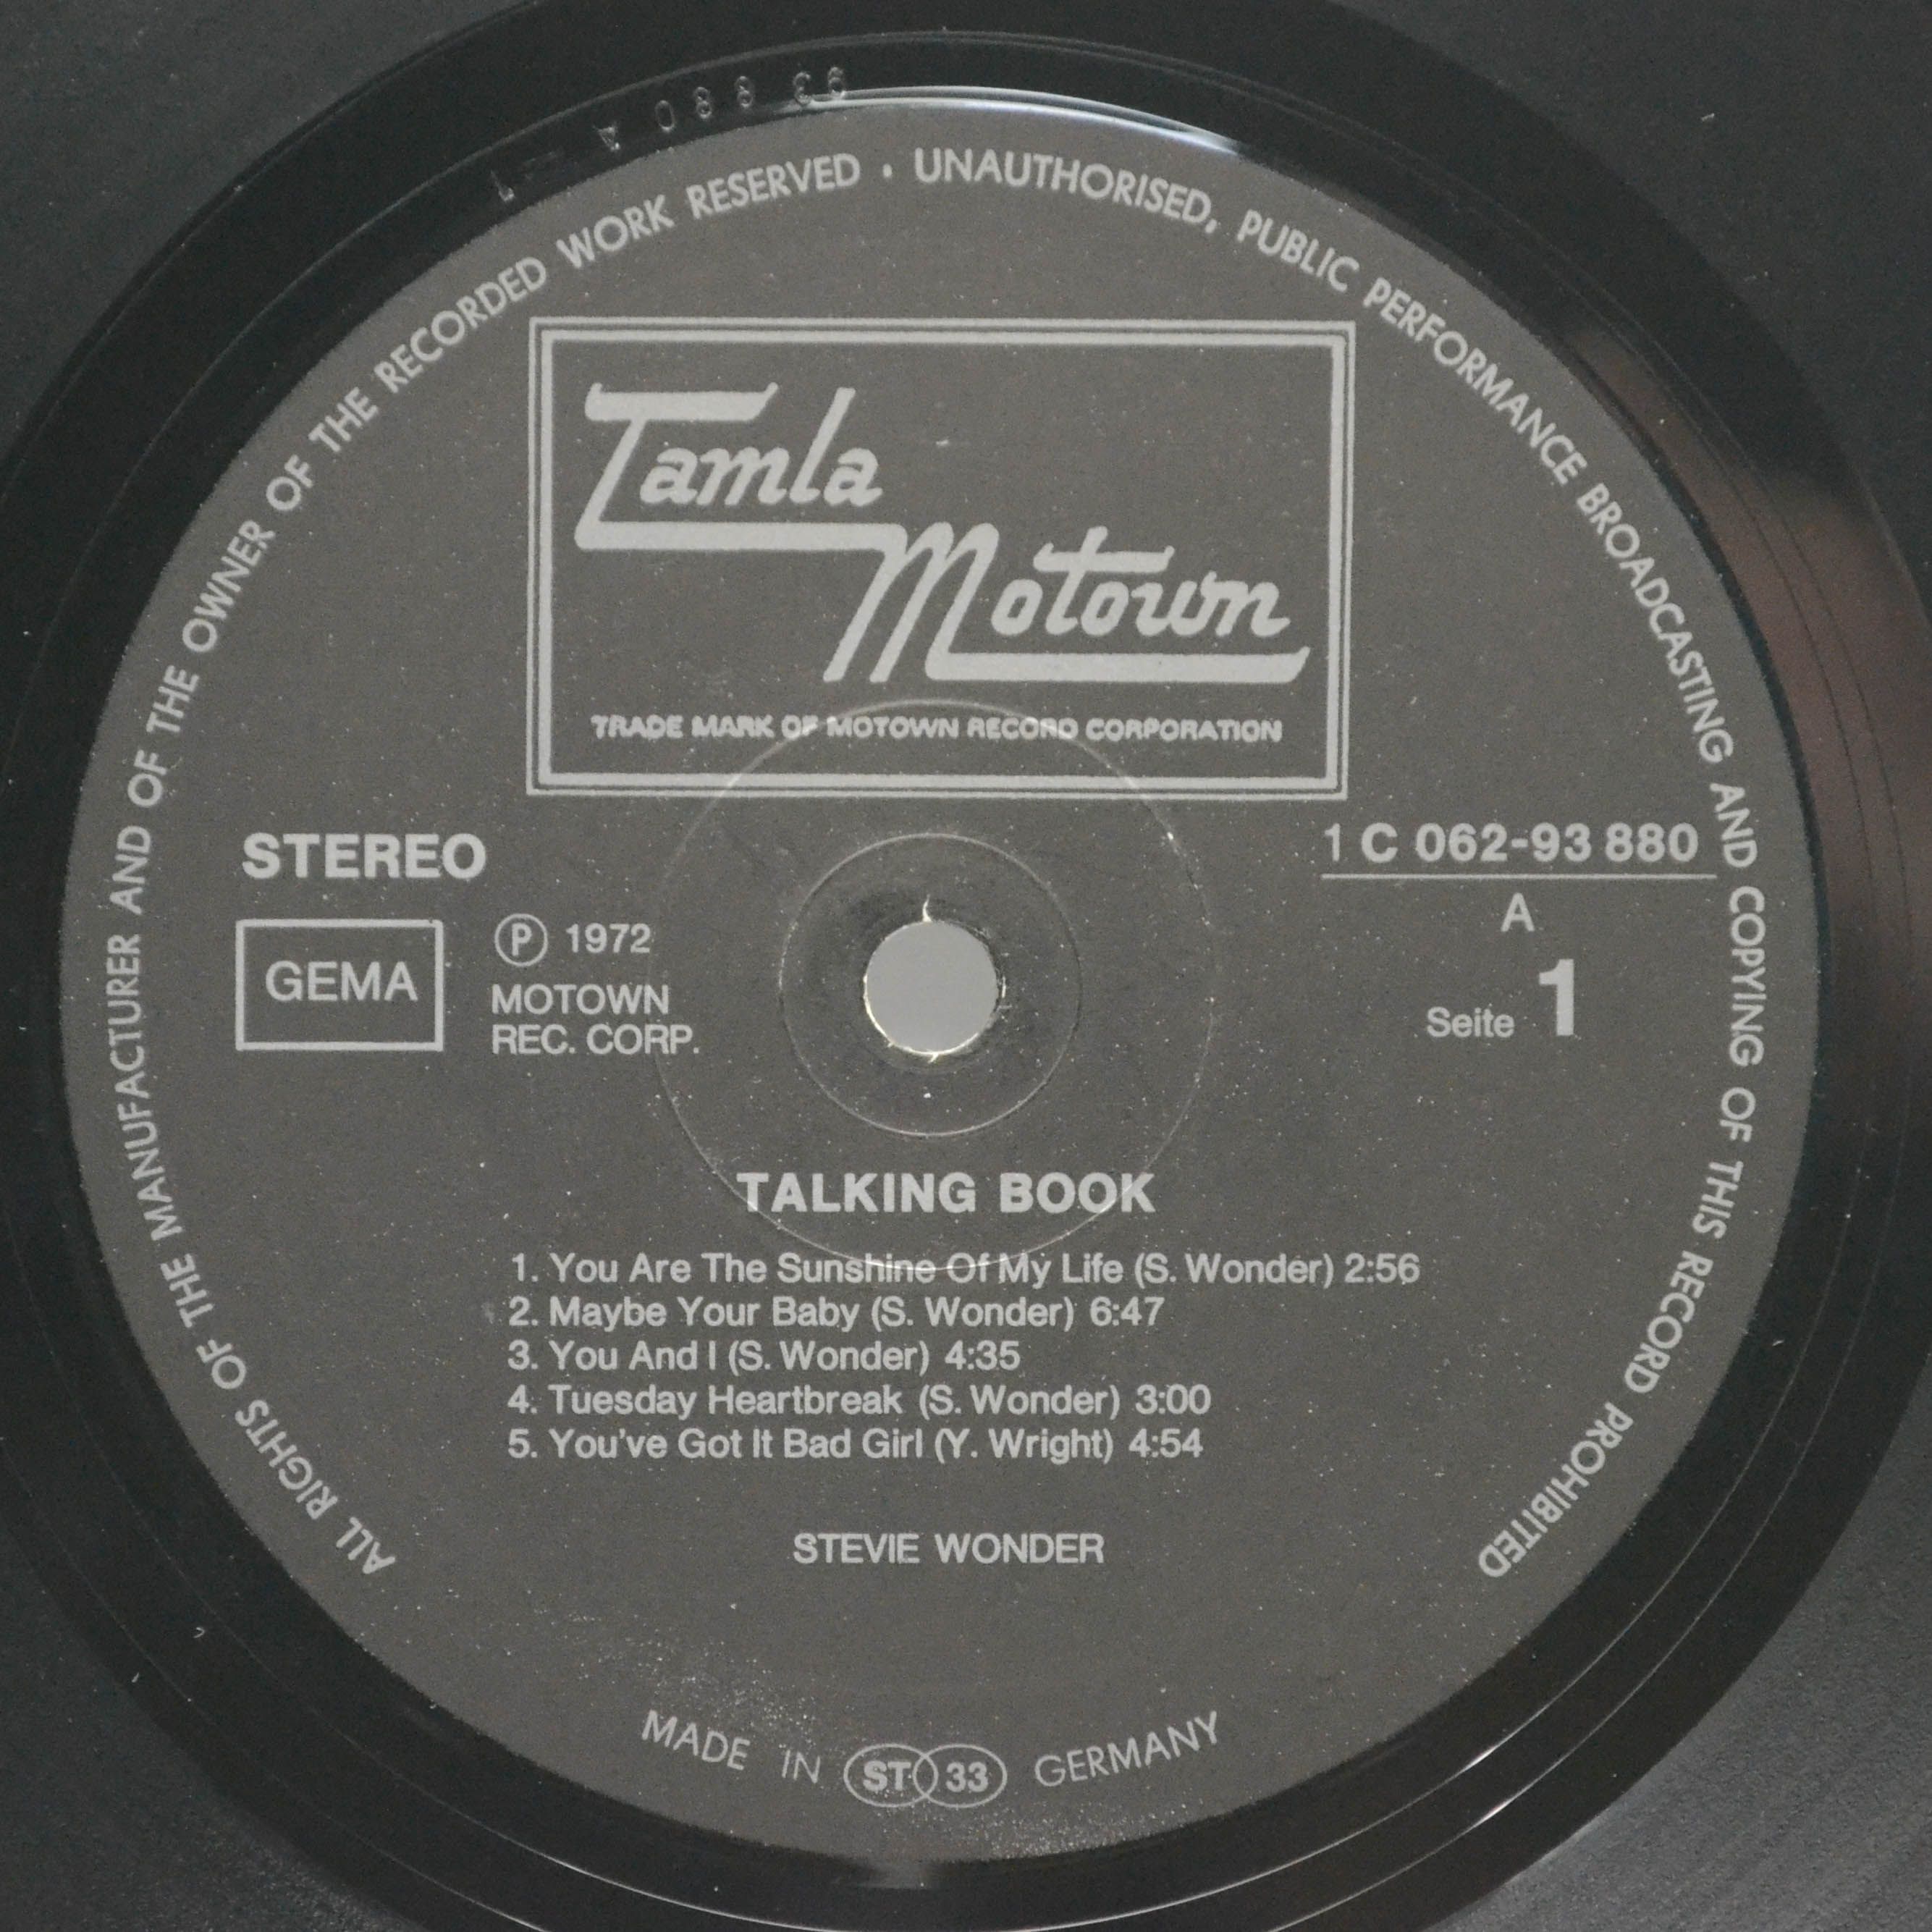 93 880 A -1
ALL RIGHTS OF THE MANUFACTURER AND OF THE OWNER OF THE RECORDED WORK RESERVED · UNAUTHORISED, PUBLIC PERFORMANCE BROADCASTING AND COPYING OF THIS RECORD PROHIBITED
Tamla
Motown
TRADE MARK OF MOTOWN RECORD CORPORATION
STEREO
1 C 062-93 880
A
GEMA
Ⓟ 1972
MOTOWN
REC. CORP.
Seite 1
TALKING BOOK
1. You Are The Sunshine Of My Life (S. Wonder) 2:56
2. Maybe Your Baby (S. Wonder) 6:47
3. You And I (S. Wonder) 4:35
4. Tuesday Heartbreak (S. Wonder) 3:00
5. You've Got It Bad Girl (Y. Wright) 4:54
STEVIE WONDER
MADE IN ST 33 GERMANY